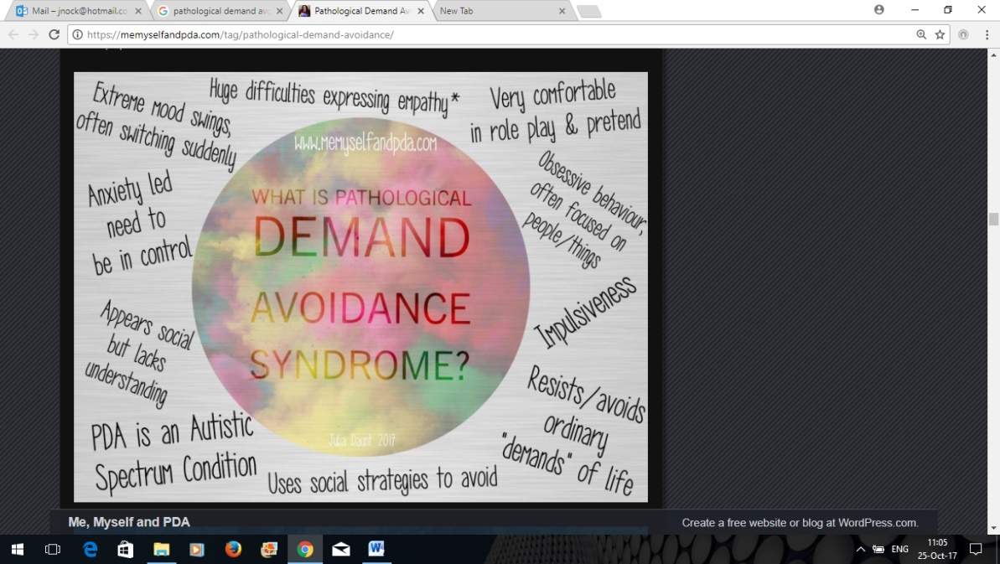 Mail – jnock@hotmail.co
pathological demand avo
Pathological Demand Av
New Tab
https://memyselfandpda.com/tag/pathological-demand-avoidance/
Extreme mood swings,
often switching suddenly
Huge difficulties expressing empathy*
Very comfortable
in role play & pretend
www.memyselfandpda.com
Anxiety led
need to
be in control
WHAT IS PATHOLOGICAL
DEMAND
AVOIDANCE
SYNDROME?
Obsessive behaviour,
often focused on
people/things
Impulsiveness
Appears social
but lacks
understanding
Resists/avoids
ordinary
"demands" of life
PDA is an Autistic
Spectrum Condition
Julia Daunt 2017
Uses social strategies to avoid
Me, Myself and PDA
Create a free website or blog at WordPress.com.
ENG
11:05
25-Oct-17